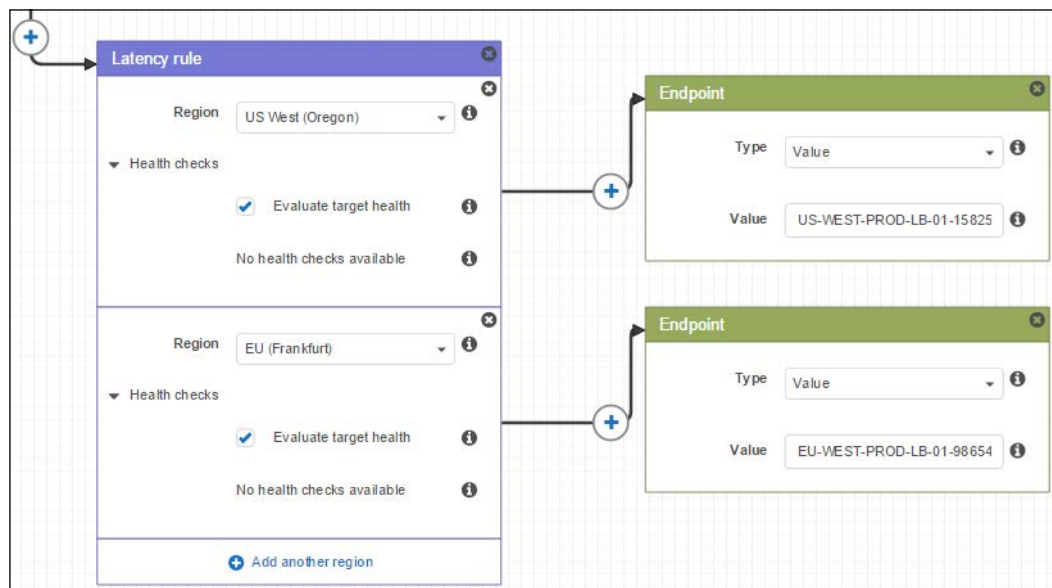 Latency rule
Region US West (Oregon)
Health checks
Evaluate target health
No health checks available
Region EU (Frankfurt)
Health checks
Evaluate target health
No health checks available
Add another region
Endpoint
Type Value
Value US-WEST-PROD-LB-01-15825
Endpoint
Type Value
Value EU-WEST-PROD-LB-01-98654